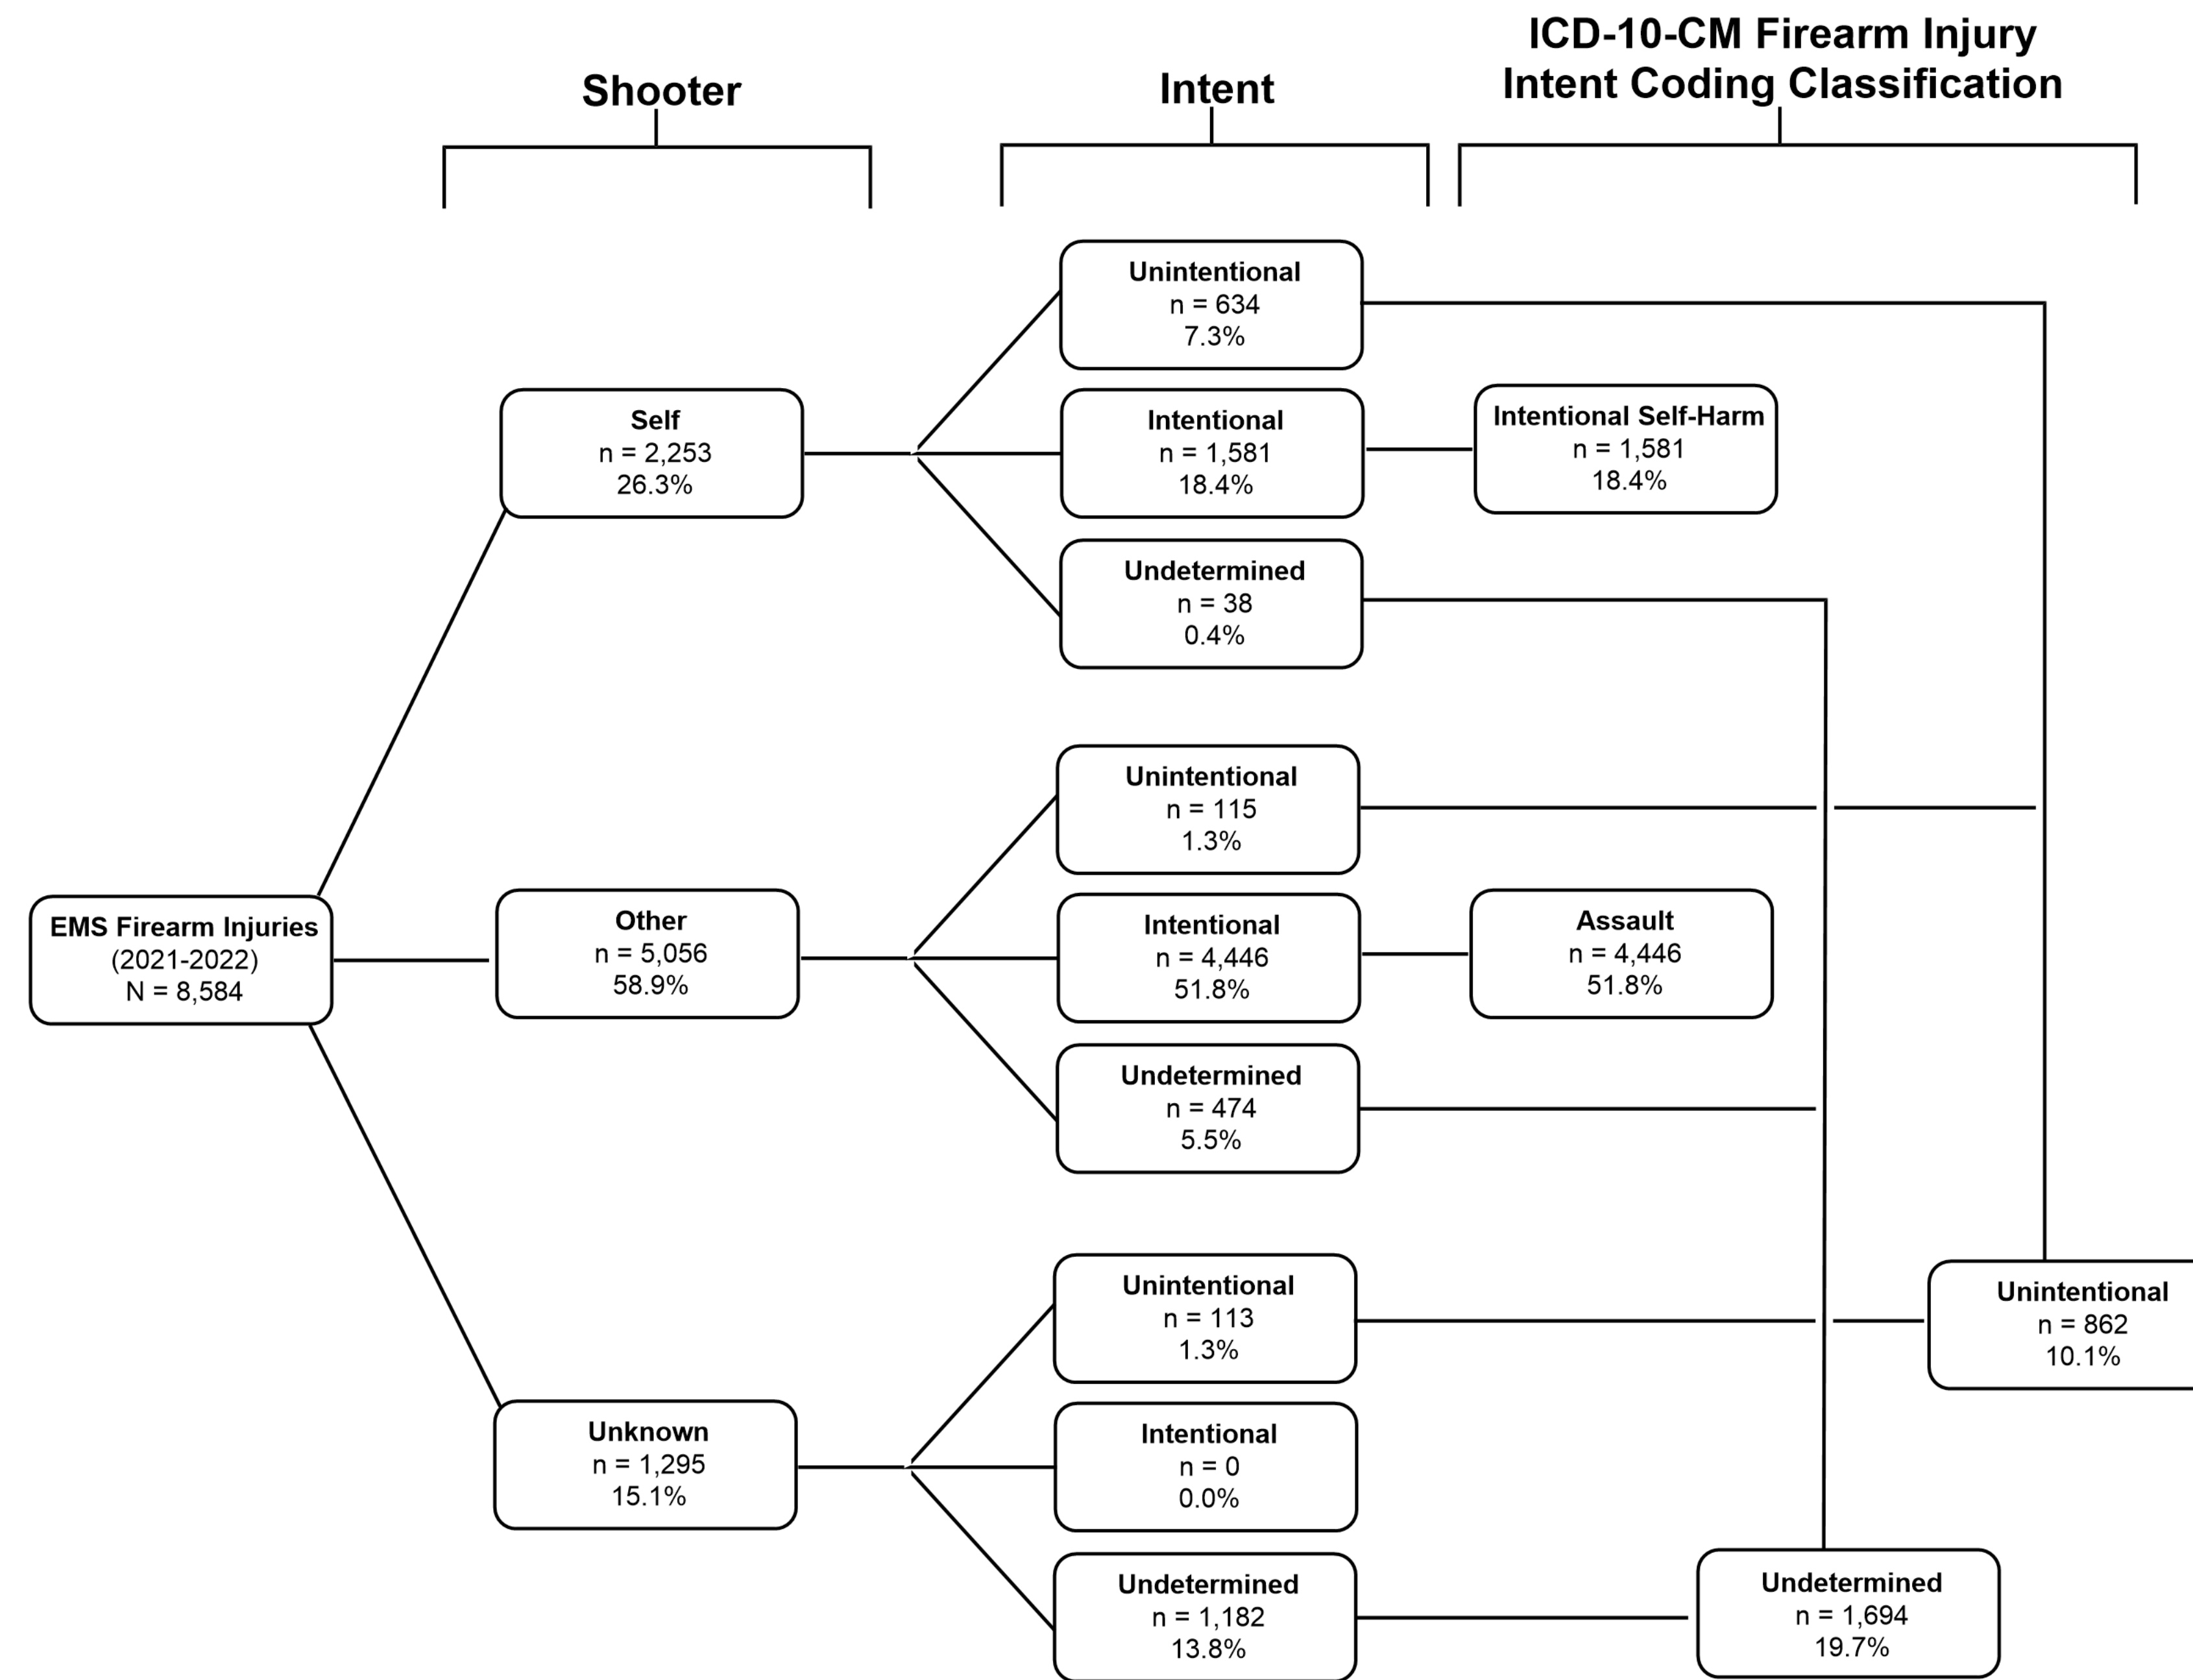 ICD-10-CM Firearm Injury
Intent Coding Classification
Shooter
Intent
Unintentional
n = 634
7.3%
Self
n = 2,253
26.3%
Intentional
n = 1,581
18.4%
Intentional Self-Harm
n = 1,581
18.4%
Undetermined
n = 38
0.4%
Unintentional
n = 115
1.3%
EMS Firearm Injuries
(2021-2022)
N = 8,584
Other
n = 5,056
58.9%
Intentional
n = 4,446
51.8%
Assault
n = 4,446
51.8%
Undetermined
n = 474
5.5%
Unintentional
n = 113
1.3%
Unintentional
n = 862
10.1%
Unknown
n = 1,295
15.1%
Intentional
n = 0
0.0%
Undetermined
n = 1,182
13.8%
Undetermined
n = 1,694
19.7%